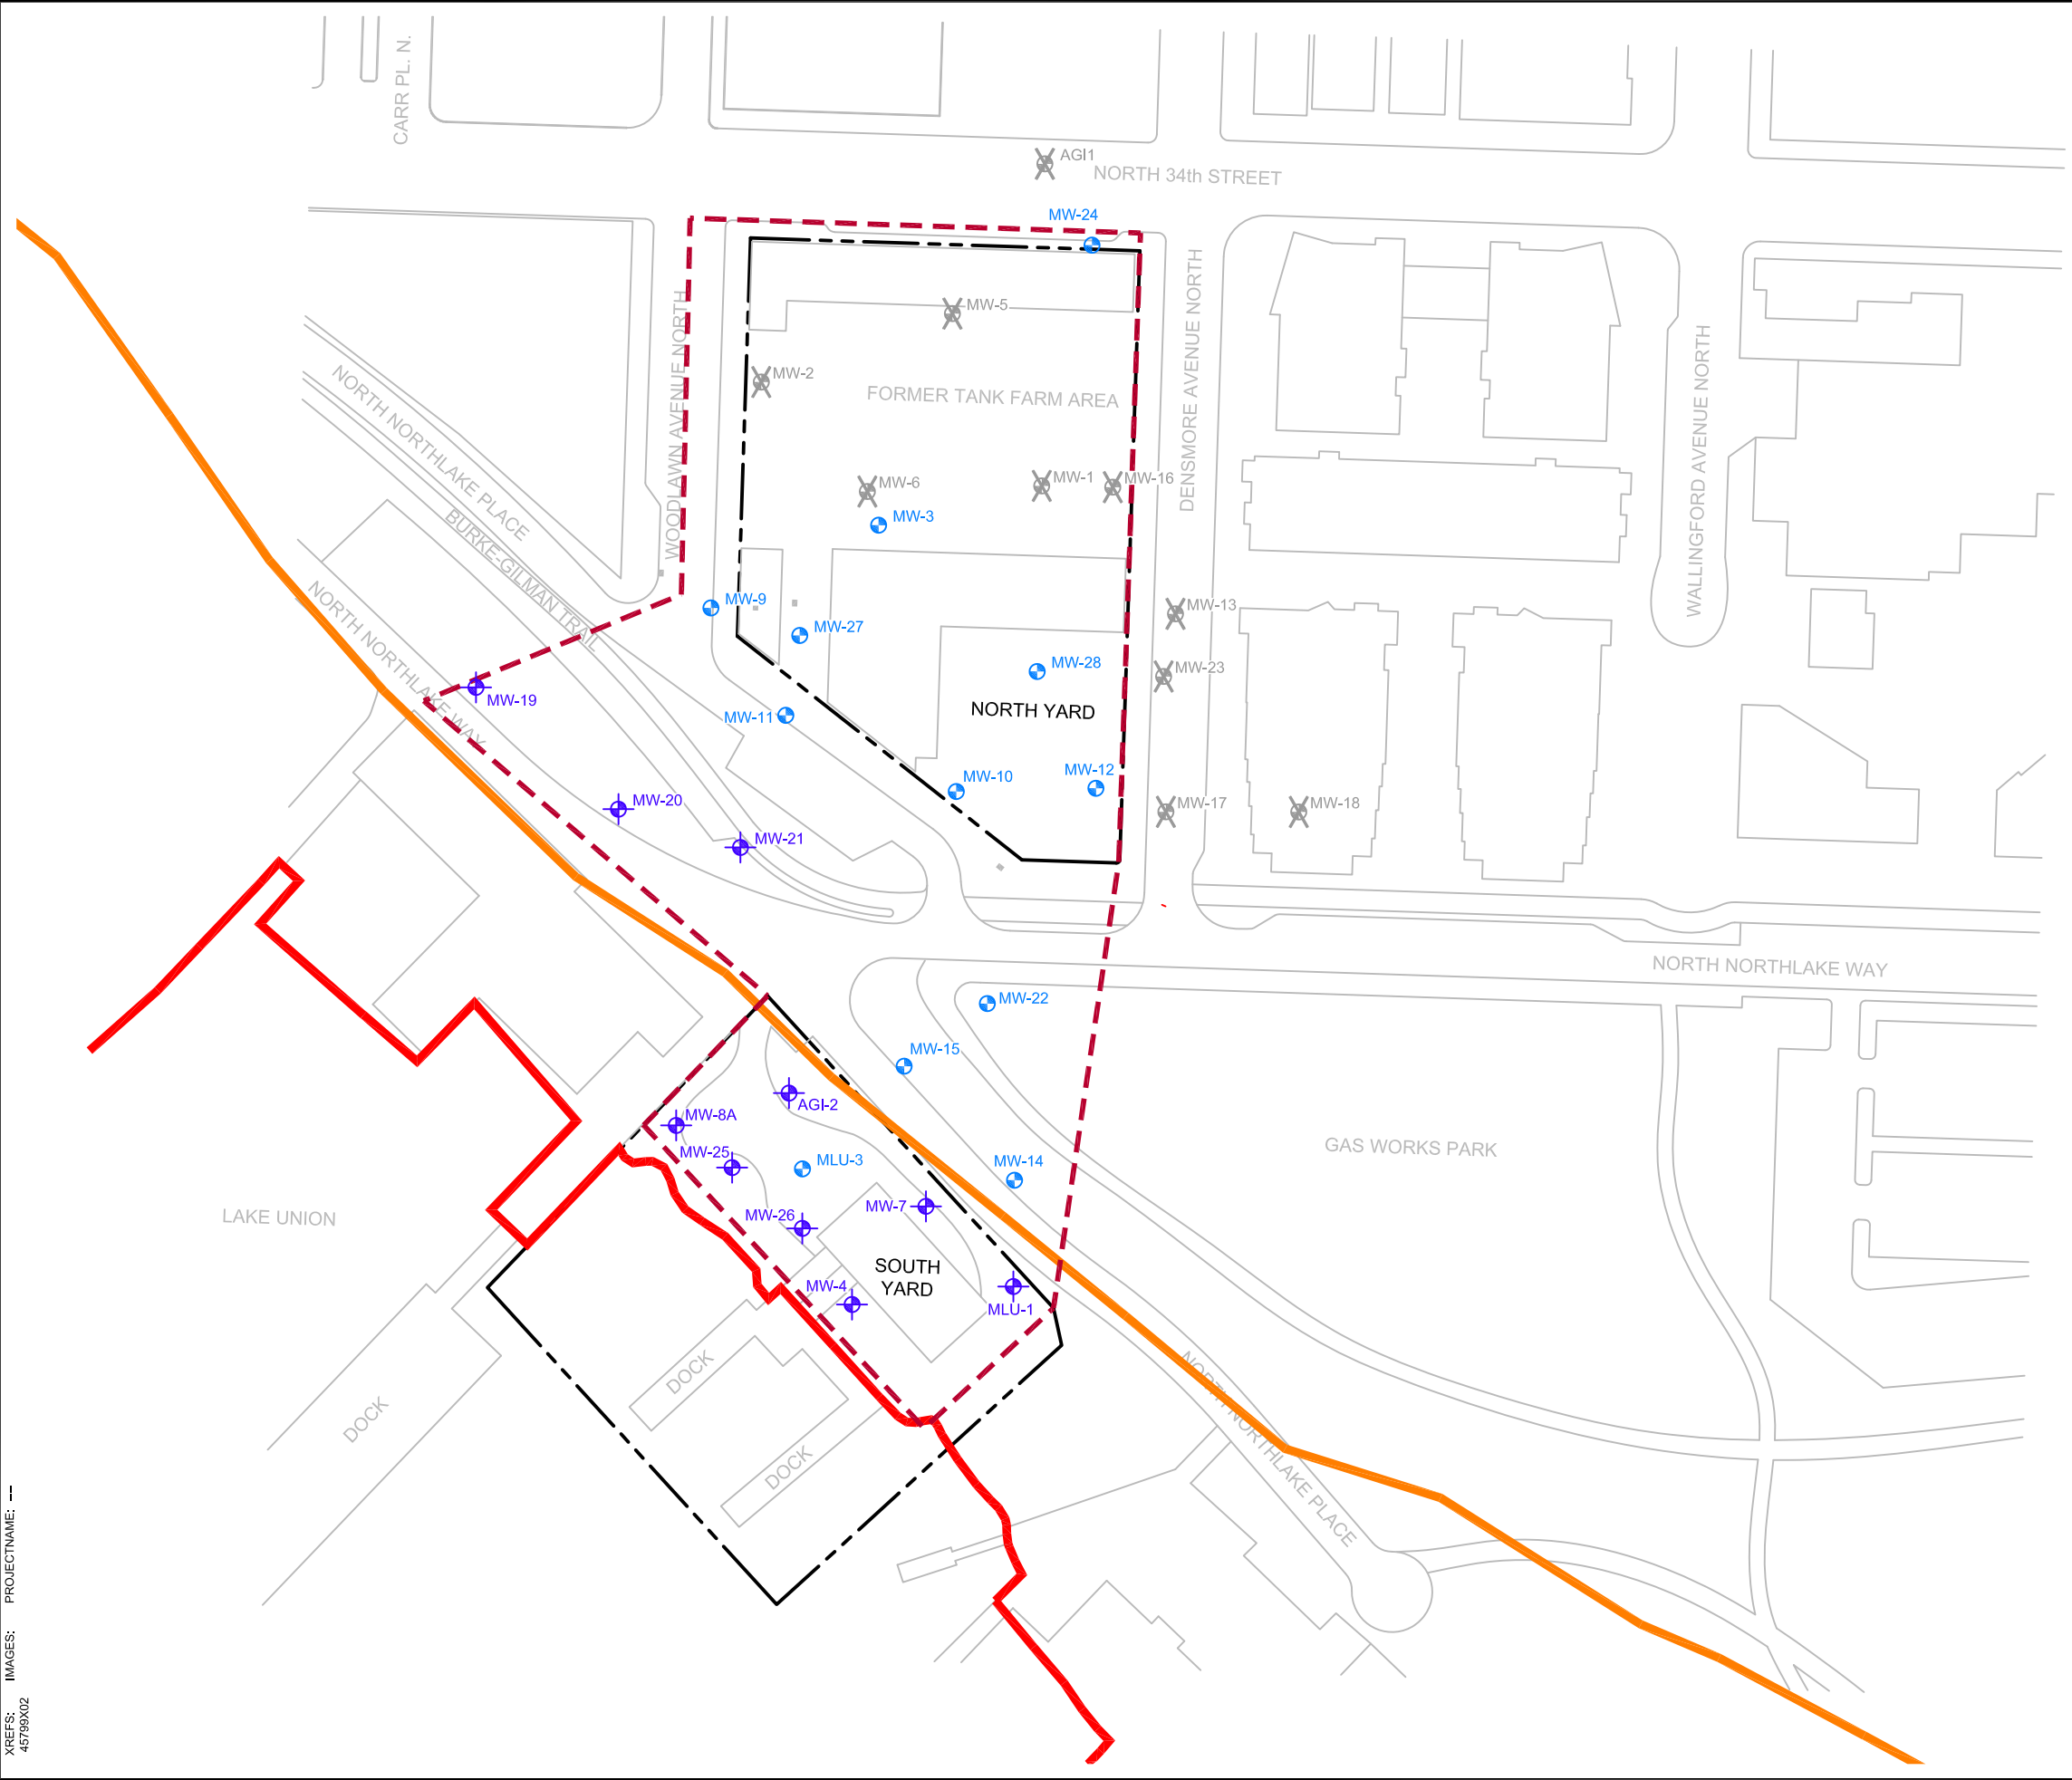 CARR PL. N.
AGI1
NORTH 34th STREET
MW-24
MW-5
MW-2
FORMER TANK FARM AREA
WOODLAWN AVENUE NORTH
DENSMORE AVENUE NORTH
WALLINGFORD AVENUE NORTH
NORTH NORTHLAKE PLACE
BURKE-GILMAN TRAIL
NORTH NORTHLAKE WAY
MW-6
MW-1
MW-16
MW-3
MW-9
MW-27
MW-13
MW-28
MW-23
MW-19
NORTH YARD
MW-11
MW-10
MW-12
MW-20
MW-17
MW-18
MW-21
NORTH NORTHLAKE WAY
MW-22
MW-15
AGI-2
MW-8A
MW-25
MLU-3
MW-14
GAS WORKS PARK
LAKE UNION
MW-7
MW-26
SOUTH
YARD
MW-4
MLU-1
DOCK
DOCK
DOCK
NORTH NORTHLAKE PLACE
XREFS: IMAGES: PROJECTNAME: --
45799X02